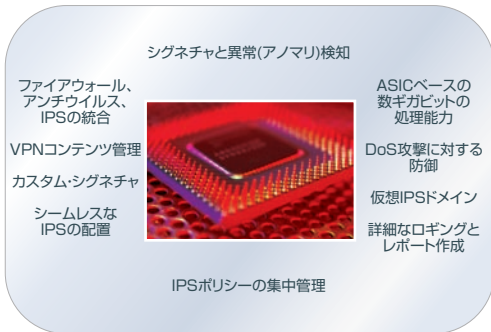 シグネチャと異常(アノマリ)検知
ファイアウォール、
アンチウイルス、
IPSの統合
VPNコンテンツ管理
カスタム・シグネチャ
シームレスな
IPSの配置
ASICベースの
数ギガビットの
処理能力
DoS攻撃に対する
防御
仮想IPSドメイン
詳細なロギングと
レポート作成
IPSポリシーの集中管理